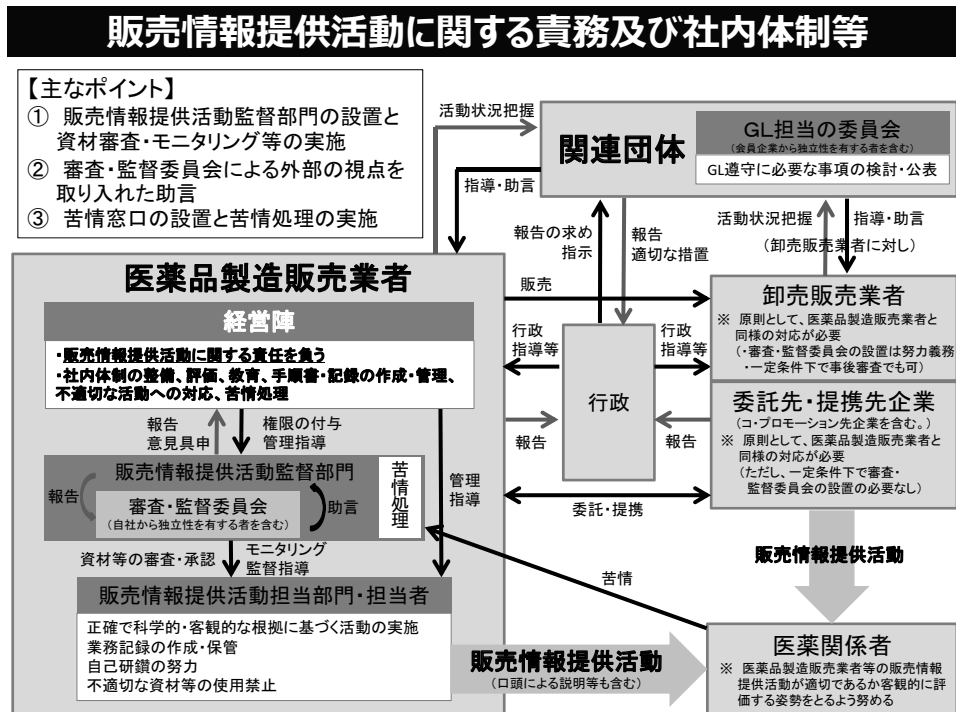 販売情報提供活動に関する責務及び社内体制等
【主なポイント】
① 販売情報提供活動監督部門の設置と
資材審査・モニタリング等の実施
② 審査・監督委員会による外部の視点を
取り入れた助言
③ 苦情窓口の設置と苦情処理の実施
活動状況把握
関連団体
GL担当の委員会
（会員企業から独立性を有する者を含む）
GL遵守に必要な事項の検討・公表
指導・助言
報告の求め
指示
報告
適切な措置
活動状況把握
指導・助言
（卸売販売業者に対し）
医薬品製造販売業者
経営陣
・販売情報提供活動に関する責任を負う
・社内体制の整備、評価、教育、手順書・記録の作成・管理、
不適切な活動への対応、苦情処理
販売
行政
指導等
行政
指導等
行政
報告
報告
委託・提携
卸売販売業者
※ 原則として、医薬品製造販売業者と
同様の対応が必要
（・審査・監督委員会の設置は努力義務
・一定条件下で事後審査でも可）
委託先・提携先企業
（コ・プロモーション先企業を含む。）
※ 原則として、医薬品製造販売業者と
同様の対応が必要
（ただし、一定条件下で審査・
監督委員会の設置の必要なし）
報告
意見具申
権限の付与
管理指導
販売情報提供活動監督部門
報告
審査・監督委員会
（自社から独立性を有する者を含む）
助言
苦情処理
管理
指導
資材等の審査・承認
モニタリング
監督指導
販売情報提供活動担当部門・担当者
正確で科学的・客観的な根拠に基づく活動の実施
業務記録の作成・保管
自己研鑽の努力
不適切な資材等の使用禁止
苦情
販売情報提供活動
販売情報提供活動
（口頭による説明等も含む）
医薬関係者
※ 医薬品製造販売業者等の販売情報
提供活動が適切であるか客観的に評
価する姿勢をとるよう努める